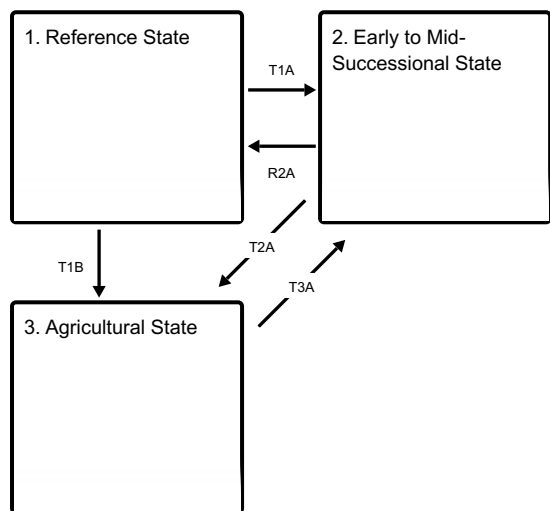 1. Reference State
2. Early to Mid-
Successional State
T1A
R2A
T2A
T1B
T3A
3. Agricultural State